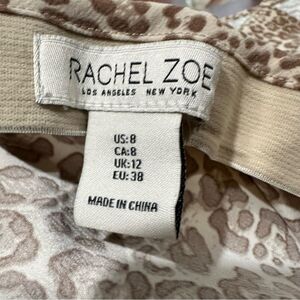 RACHEL ZOE
LOS ANGELES NEW YORK
US: 8
CA: 8
UK: 12
EU: 38
MADE IN CHINA